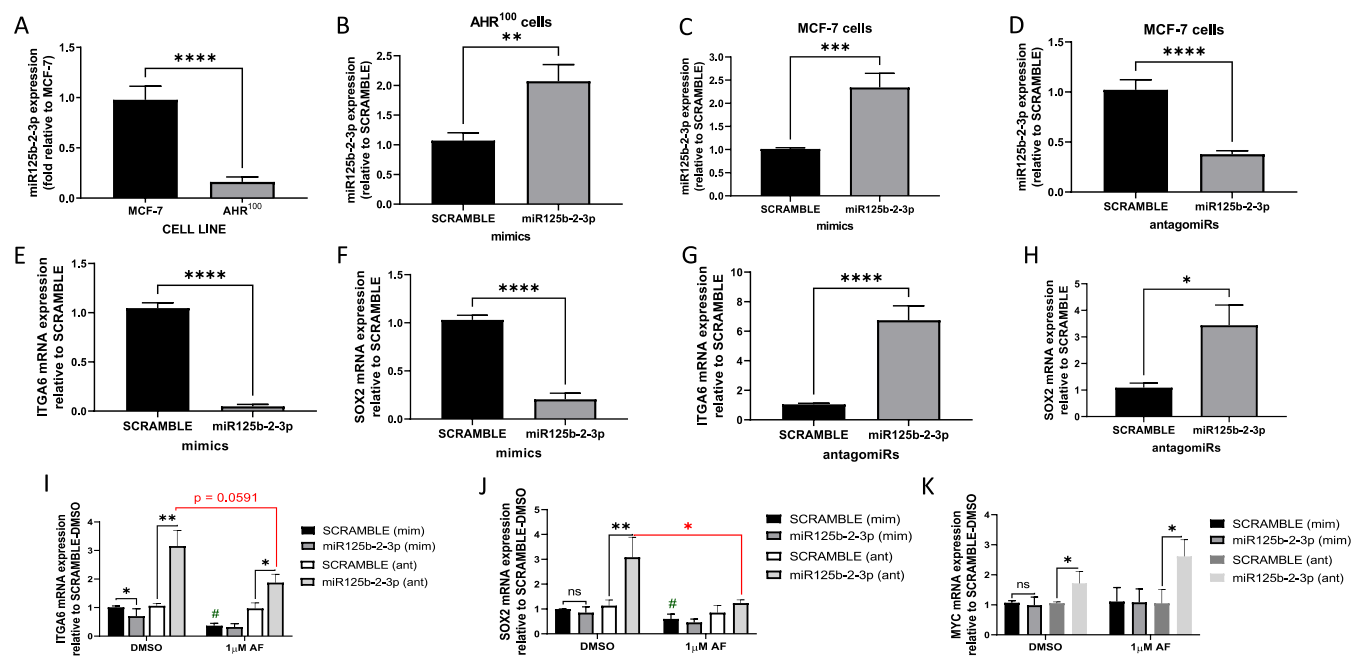 A
miR125b-2-3p expression
(fold relative to MCF-7)
1.5
1.0
0.5
0.0
****
MCF-7
AHR100
CELL LINE
B
AHR100 cells
miR125b-2-3p expression
(relative to SCRAMBLE)
2.5
2.0
1.5
1.0
0.5
0.0
**
SCRAMBLE
miR125b-2-3p
mimics
C
MCF-7 cells
miR125b-2-3p expression
(relative to SCRAMBLE)
3.0
2.5
2.0
1.5
1.0
0.5
0.0
***
SCRAMBLE
miR125b-2-3p
mimics
D
MCF-7 cells
miR125b-2-3p expression
(relative to SCRAMBLE)
1.5
1.0
0.5
0.0
****
SCRAMBLE
miR125b-2-3p
antagomiRs
E
ITGA6 mRNA expression
relative to SCRAMBLE
1.5
1.0
0.5
0.0
****
SCRAMBLE
miR125b-2-3p
mimics
F
SOX2 mRNA expression
relative to SCRAMBLE
1.5
1.0
0.5
0.0
****
SCRAMBLE
miR125b-2-3p
mimics
G
ITGA6 mRNA expression
relative to SCRAMBLE
8
6
4
2
0
****
SCRAMBLE
miR125b-2-3p
antagomiRs
H
SOX2 mRNA expression
relative to SCRAMBLE
5
4
3
2
1
0
*
SCRAMBLE
miR125b-2-3p
antagomiRs
I
ITGA6 mRNA expression
relative to SCRAMBLE-DMSO
4
3
2
1
0
p = 0.0591
**
*
*
#
DMSO
1μM AF
SCRAMBLE (mim)
miR125b-2-3p (mim)
SCRAMBLE (ant)
miR125b-2-3p (ant)
J
SOX2 mRNA expression
relative to SCRAMBLE-DMSO
5
4
3
2
1
0
**
*
ns
#
DMSO
1μM AF
SCRAMBLE (mim)
miR125b-2-3p (mim)
SCRAMBLE (ant)
miR125b-2-3p (ant)
K
MYC mRNA expression
relative to SCRAMBLE-DMSO
4
3
2
1
0
ns
*
*
DMSO
1μM AF
SCRAMBLE (mim)
miR125b-2-3p (mim)
SCRAMBLE (ant)
miR125b-2-3p (ant)